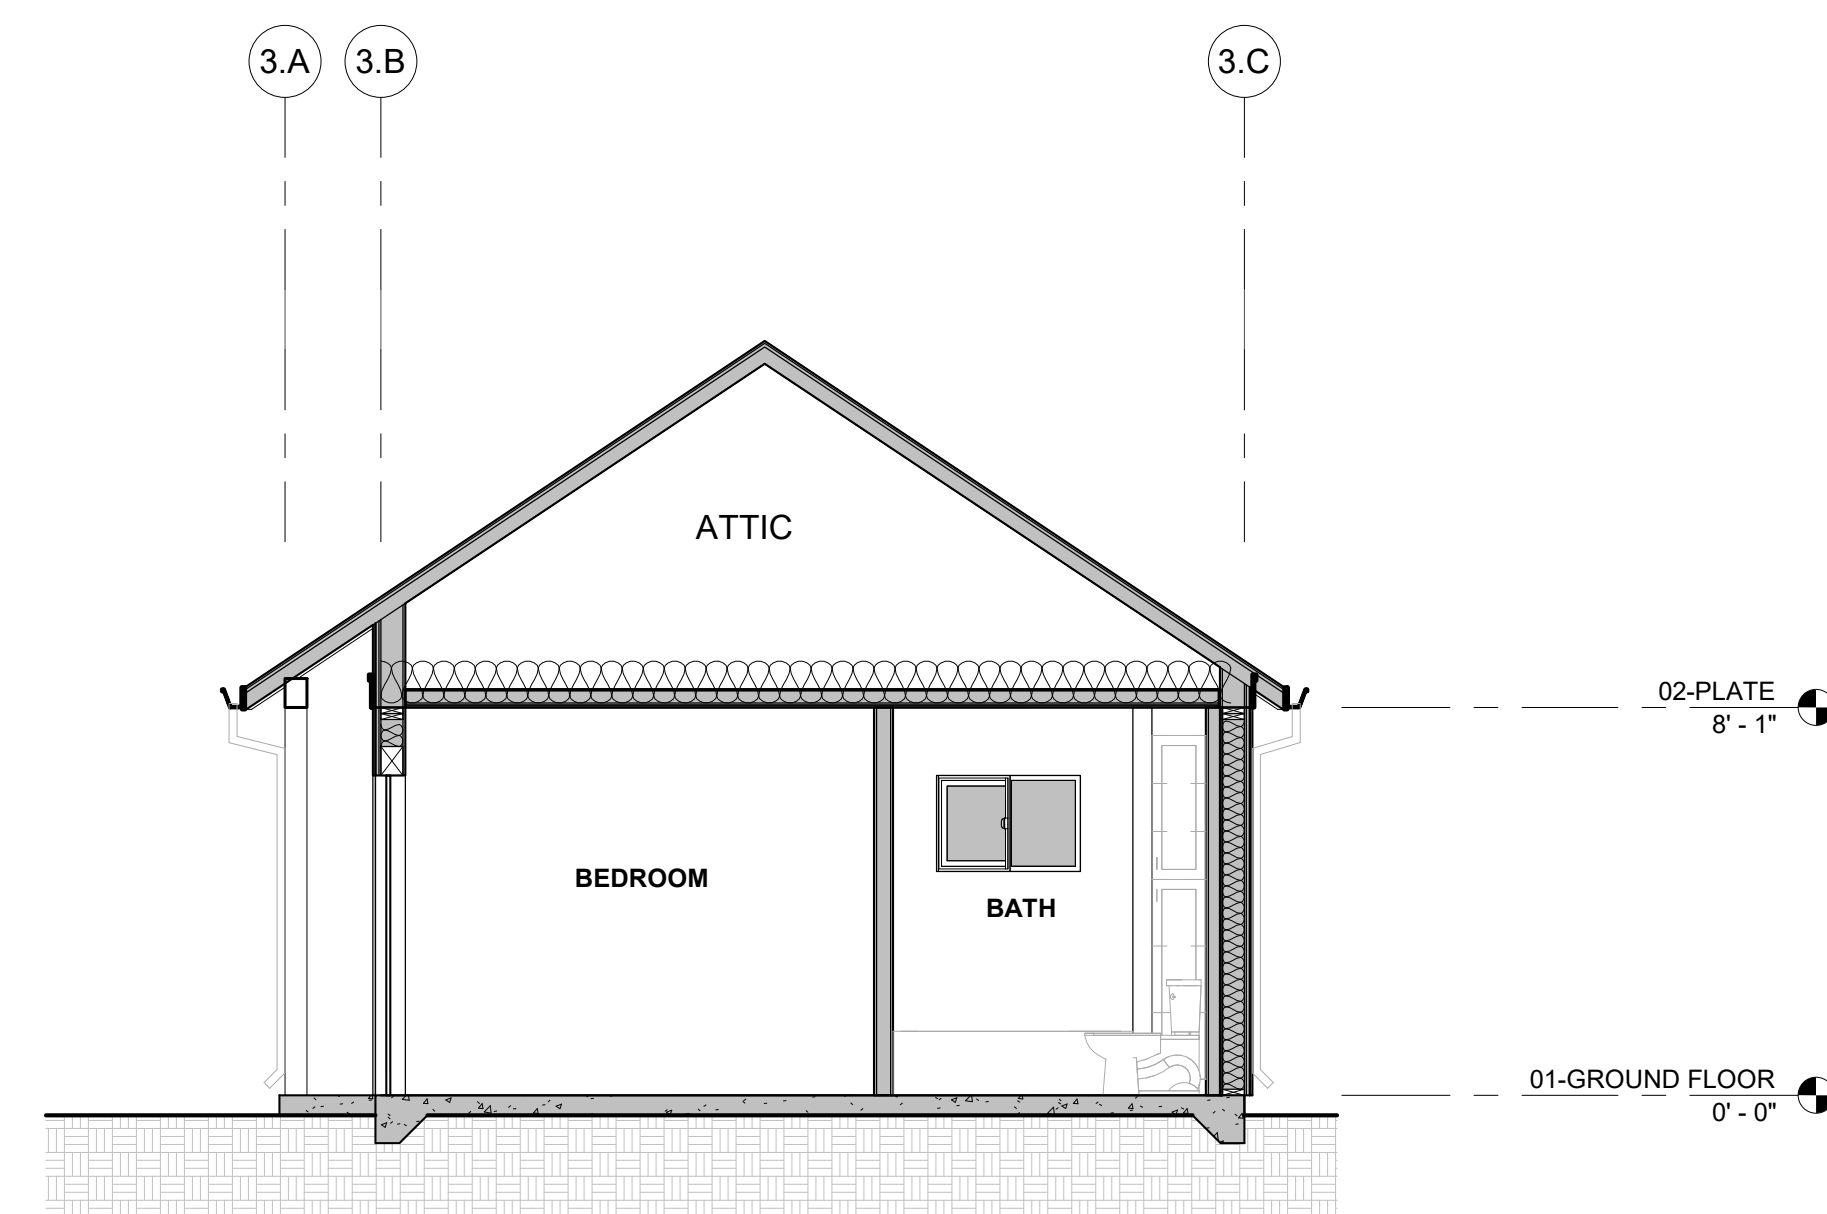 3.A
3.B
3.C
ATTIC
02-PLATE
8' - 1"
BEDROOM
BATH
01-GROUND FLOOR
0' - 0"